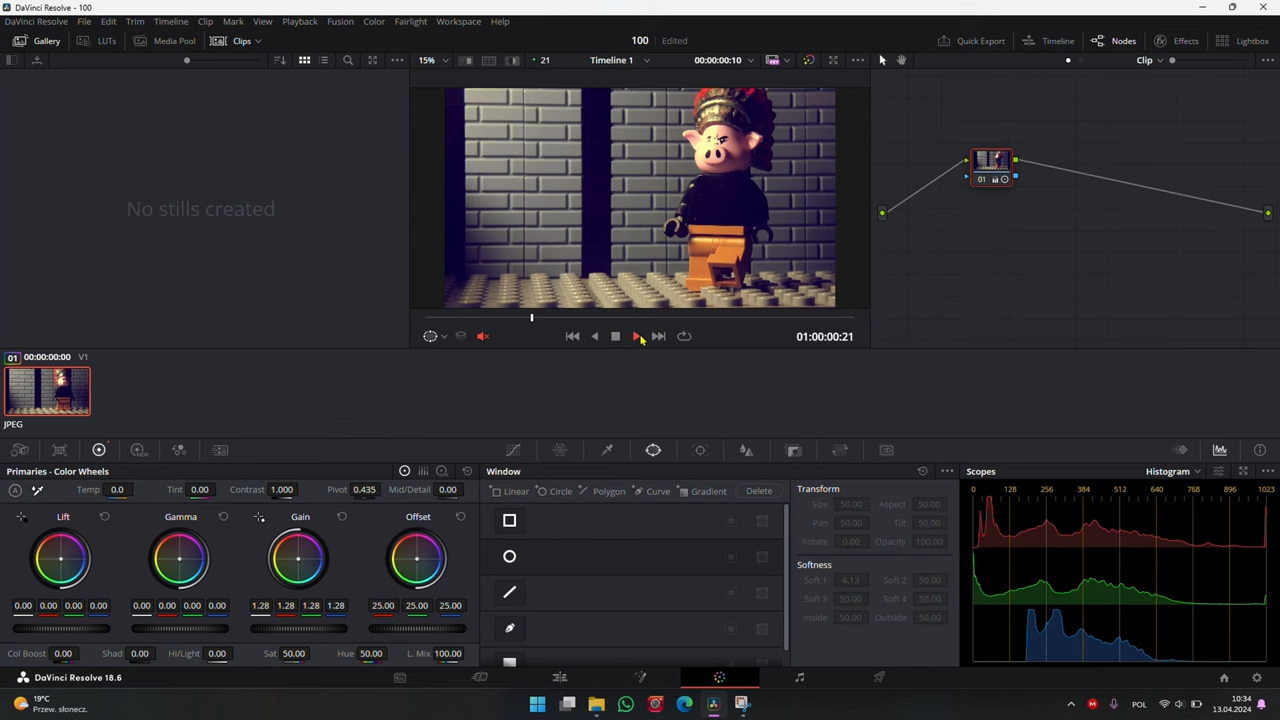 DaVinci Resolve - 100
DaVinci Resolve File Edit Trim Timeline Clip Mark View Playback Fusion Color Fairlight Workspace Help
Gallery LUTs Media Pool Clips 100 Edited Quick Export Timeline Nodes Effects Lightbox
15% 21 Timeline 1 00:00:00:10 Clip
No stills created
01
01:00:00:21
01 00:00:00:00 V1
JPEG
Primaries - Color Wheels Window Scopes Histogram
Temp 0.0 Tint 0.00 Contrast 1.000 Pivot 0.435 Mid/Detail 0.00
Linear Circle Polygon Curve Gradient Delete
Lift Gamma Gain Offset
0.00 0.00 0.00 0.00 0.00 0.00 0.00 0.00 1.28 1.28 1.28 1.28 25.00 25.00 25.00
Col Boost 0.00 Shad 0.00 Hi/Light 0.00 Sat 50.00 Hue 50.00 L. Mix 100.00
Transform
Size 50.00 Aspect 50.00
Pan 50.00 Tilt 50.00
Rotate 0.00 Opacity 100.00
Softness
Soft 1 4,13 Soft 2 50.00
Soft 3 50.00 Soft 4 50.00
Inside 50.00 Outside 50.00
0 128 256 384 512 640 768 896 1023
DaVinci Resolve 18.6
19°C
Przew. słonecz.
POL
10:34
13.04.2024